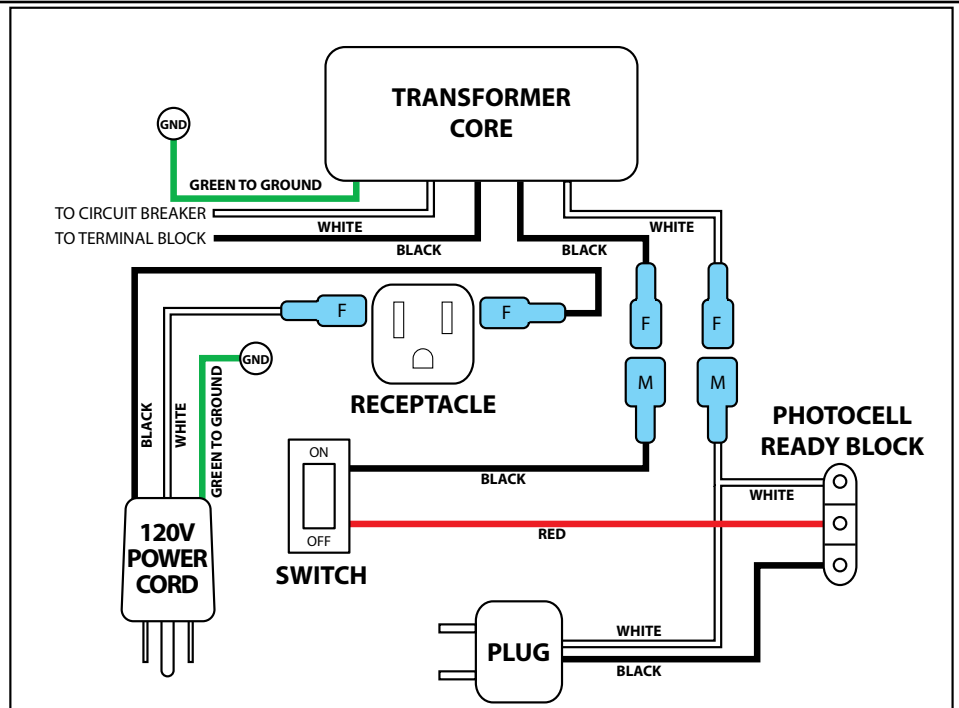 TRANSFORMER
CORE
GND
GREEN TO GROUND
TO CIRCUIT BREAKER
WHITE
WHITE
TO TERMINAL BLOCK
BLACK
BLACK
F
F
F
F
GND
M
M
RECEPTACLE
BLACK
WHITE
GREEN TO GROUND
PHOTOCELL
READY BLOCK
ON
BLACK
WHITE
RED
OFF
SWITCH
120V
POWER
CORD
WHITE
PLUG
BLACK